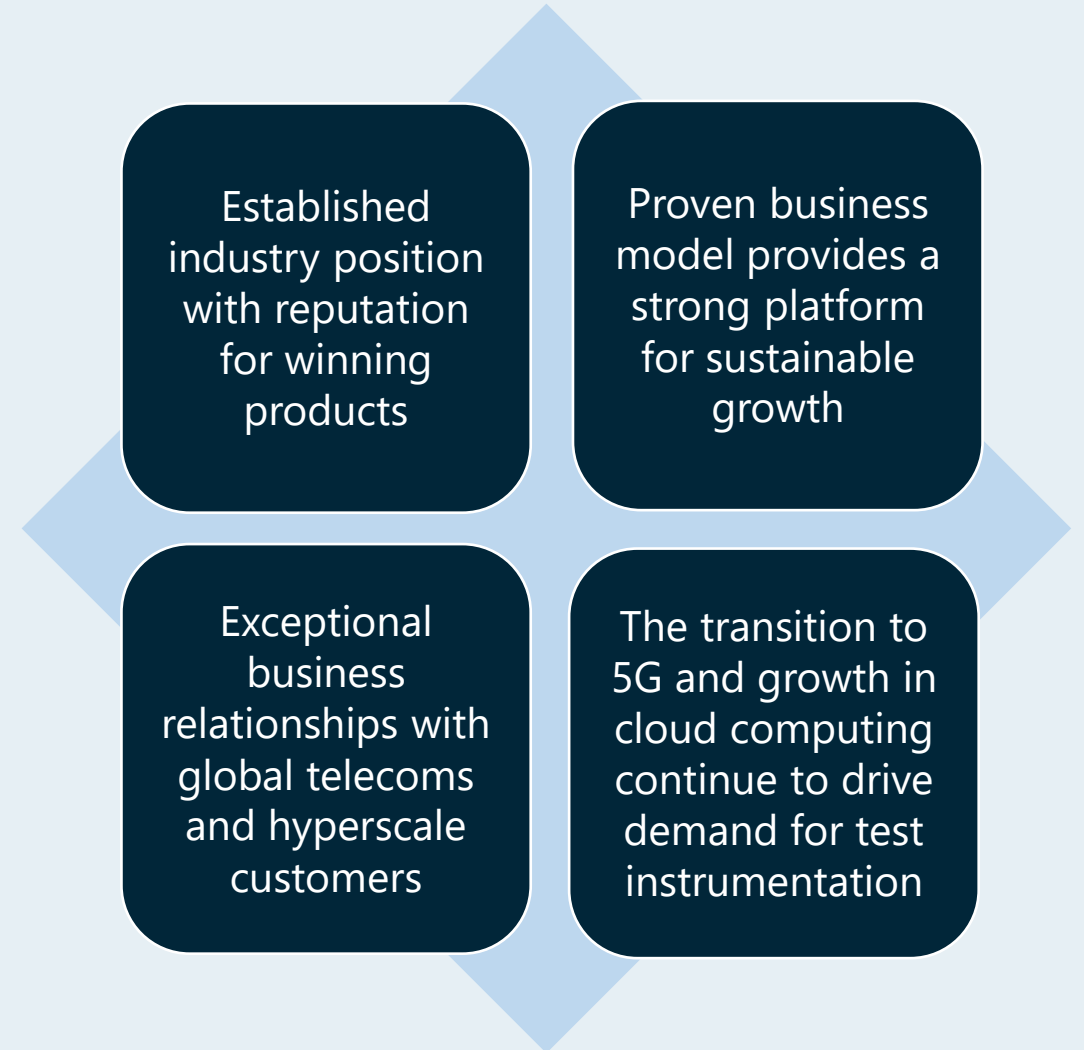 Established
industry position
with reputation
for winning
products
Proven business
model provides a
strong platform
for sustainable
growth
Exceptional
business
relationships with
global telecoms
and hyperscale
customers
The transition to
5G and growth in
cloud computing
continue to drive
demand for test
instrumentation